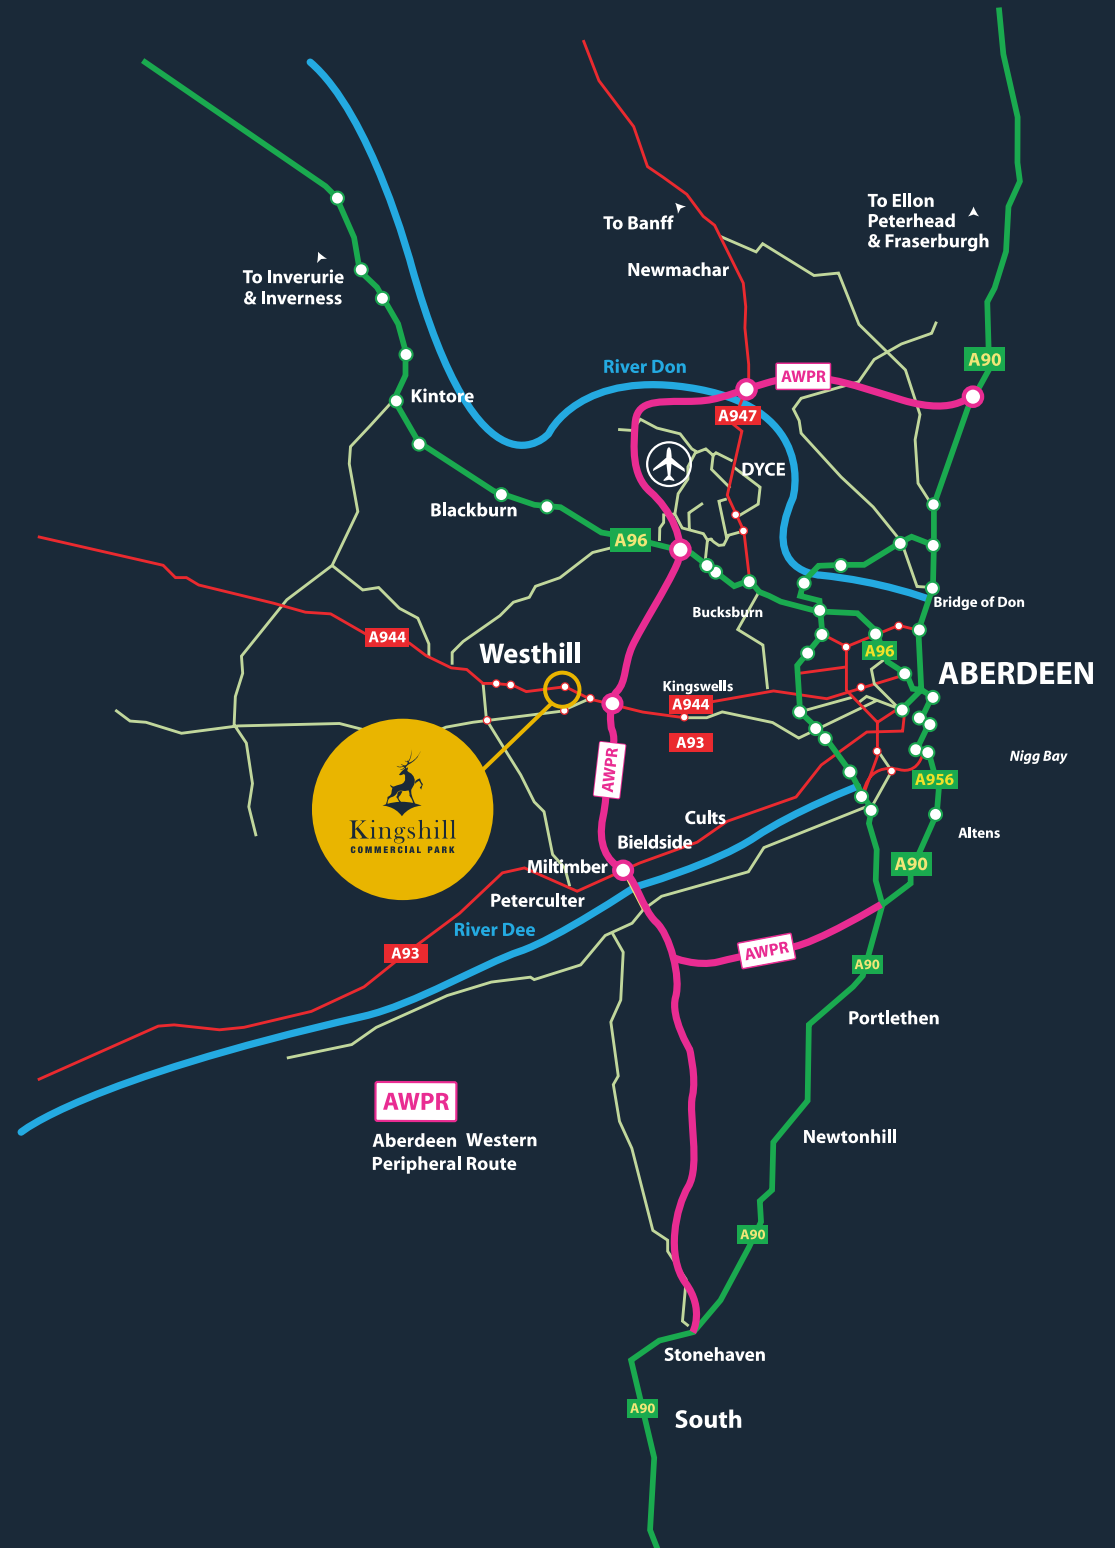 To Ellon
Peterhead
& Fraserburgh
To Banff
Newmachar
To Inverurie
& Inverness
A90
River Don
AWPR
Kintore
A947
DYCE
Blackburn
A96
Bucksburn
Bridge of Don
A944
Westhill
A96
ABERDEEN
Kingswells
A944
A93
Nigg Bay
AWPR
A956
Kingshill
COMMERCIAL PARK
Cults
Altens
Bieldside
Miltimber
A90
Peterculter
River Dee
A93
AWPR
A90
Portlethen
AWPR
Aberdeen Western
Peripheral Route
Newtonhill
A90
Stonehaven
A90
South